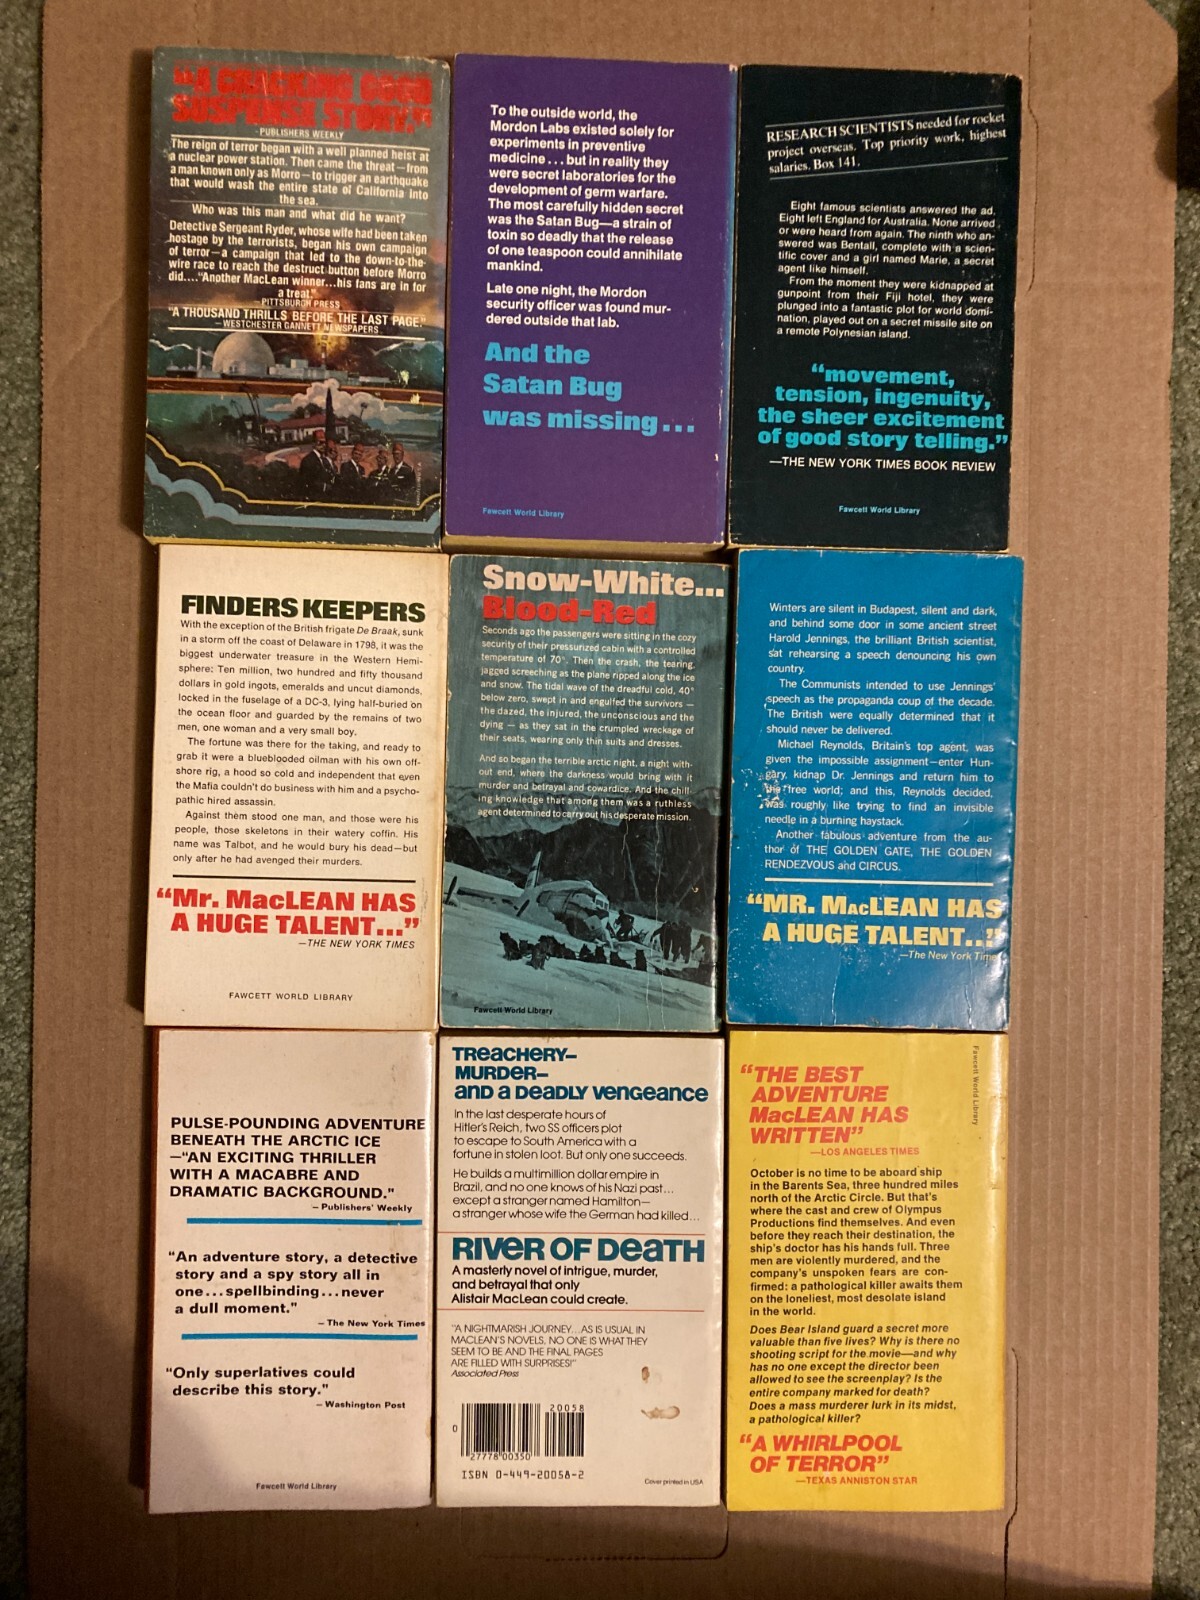 "A CRACKING GOOD
SUSPENSE STORY."
- PUBLISHERS WEEKLY
The reign of terror began with a well planned heist at
a nuclear power station. Then came the threat—from
a man known only as Morro—to trigger an earthquake
that would wash the entire state of California into
the sea.
Who was this man and what did he want?
Detective Sergeant Ryder, whose wife had been taken
hostage by the terrorists, began his own campaign
of terror—a campaign that led to the down-to-the-
wire race to reach the destruct button before Morro
did...."Another MacLean winner...his fans are in for
a treat."
—PITTSBURGH PRESS
"A THOUSAND THRILLS BEFORE THE LAST PAGE."
—WESTCHESTER GANNETT NEWSPAPERS
To the outside world, the
Mordon Labs existed solely for
experiments in preventive
medicine...but in reality they
were secret laboratories for the
development of germ warfare.
The most carefully hidden secret
was the Satan Bug—a strain of
toxin so deadly that the release
of one teaspoon could annihilate
mankind.
Late one night, the Mordon
security officer was found mur-
dered outside that lab.
And the
Satan Bug
was missing...
Fawcett World Library
RESEARCH SCIENTISTS needed for rocket
project overseas. Top priority work, highest
salaries. Box 141.
Eight famous scientists answered the ad.
Eight left England for Australia. None arrived
or were heard from again. The ninth who an-
swered was Bentall, complete with a scien-
tific cover and a girl named Marie, a secret
agent like himself.
From the moment they were kidnapped at
gunpoint from their Fiji hotel, they were
plunged into a fantastic plot for world domi-
nation, played out on a secret missile site on
a remote Polynesian island.
"movement,
tension, ingenuity,
the sheer excitement
of good story telling."
—THE NEW YORK TIMES BOOK REVIEW
Fawcett World Library
FINDERS KEEPERS
With the exception of the British frigate De Braak, sunk
in a storm off the coast of Delaware in 1798, it was the
biggest underwater treasure in the Western Hemi-
sphere: Ten million, two hundred and fifty thousand
dollars in gold ingots, emeralds and uncut diamonds,
locked in the fuselage of a DC-3, lying half-buried on
the ocean floor and guarded by the remains of two
men, one woman and a very small boy.
The fortune was there for the taking, and ready to
grab it were a blueblooded oilman with his own off-
shore rig, a hood so cold and independent that even
the Mafia couldn't do business with him and a psycho-
pathic hired assassin.
Against them stood one man, and those were his
people, those skeletons in their watery coffin. His
name was Talbot, and he would bury his dead—but
only after he had avenged their murders.
"Mr. MacLEAN HAS
A HUGE TALENT..."
—THE NEW YORK TIMES
FAWCETT WORLD LIBRARY
Snow-White...
Blood-Red
Seconds ago the passengers were sitting in the cozy
security of their pressurized cabin with a controlled
temperature of 70°. Then the crash, the tearing,
jagged screeching as the plane ripped along the ice
and snow. The tidal wave of the dreadful cold, 40°
below zero, swept in and engulfed the survivors —
the dazed, the injured, the unconscious and the
dying — as they sat in the crumpled wreckage of
their seats, wearing only thin suits and dresses.
And so began the terrible arctic night, a night with-
out end, where the darkness would bring with it
murder and betrayal and cowardice. And the chill-
ing knowledge that among them was a ruthless
agent determined to carry out his desperate mission.
Fawcett World Library
Winters are silent in Budapest, silent and dark,
and behind some door in some ancient street
Harold Jennings, the brilliant British scientist,
sat rehearsing a speech denouncing his own
country.
The Communists intended to use Jennings'
speech as the propaganda coup of the decade.
The British were equally determined that it
should never be delivered.
Michael Reynolds, Britain's top agent, was
given the impossible assignment—enter Hun-
gary, kidnap Dr. Jennings and return him to
the free world; and this, Reynolds decided,
was roughly like trying to find an invisible
needle in a burning haystack.
Another fabulous adventure from the au-
thor of THE GOLDEN GATE, THE GOLDEN
RENDEZVOUS and CIRCUS.
"MR. MacLEAN HAS
A HUGE TALENT..."
—The New York Times
PULSE-POUNDING ADVENTURE
BENEATH THE ARCTIC ICE
—"AN EXCITING THRILLER
WITH A MACABRE AND
DRAMATIC BACKGROUND."
— Publishers' Weekly
"An adventure story, a detective
story and a spy story all in
one...spellbinding...never
a dull moment."
— The New York Times
"Only superlatives could
describe this story."
— Washington Post
Fawcett World Library
TREACHERY—
MURDER—
and a DEADLY VENGEANCE
In the last desperate hours of
Hitler's Reich, two SS officers plot
to escape to South America with a
fortune in stolen loot. But only one succeeds.
He builds a multimillion dollar empire in
Brazil, and no one knows of his Nazi past...
except a stranger named Hamilton—
a stranger whose wife the German had killed...
RIVER OF DEATH
A masterly novel of intrigue, murder,
and betrayal that only
Alistair MacLean could create.
"A NIGHTMARISH JOURNEY...AS IS USUAL IN
MACLEAN'S NOVELS, NO ONE IS WHAT THEY
SEEM TO BE AND THE FINAL PAGES
ARE FILLED WITH SURPRISES!"
Associated Press
20058
0
27778 00350
ISBN 0-449-20058-2
Cover printed in USA
Fawcett World Library
"THE BEST
ADVENTURE
MacLEAN HAS
WRITTEN"
—LOS ANGELES TIMES
October is no time to be aboard ship
in the Barents Sea, three hundred miles
north of the Arctic Circle. But that's
where the cast and crew of Olympus
Productions find themselves. And even
before they reach their destination, the
ship's doctor has his hands full. Three
men are violently murdered, and the
company's unspoken fears are con-
firmed: a pathological killer awaits them
on the loneliest, most desolate island
in the world.
Does Bear Island guard a secret more
valuable than five lives? Why is there no
shooting script for the movie—and why
has no one except the director been
allowed to see the screenplay? Is the
entire company marked for death?
Does a mass murderer lurk in its midst,
a pathological killer?
"A WHIRLPOOL
OF TERROR"
—TEXAS ANNISTON STAR